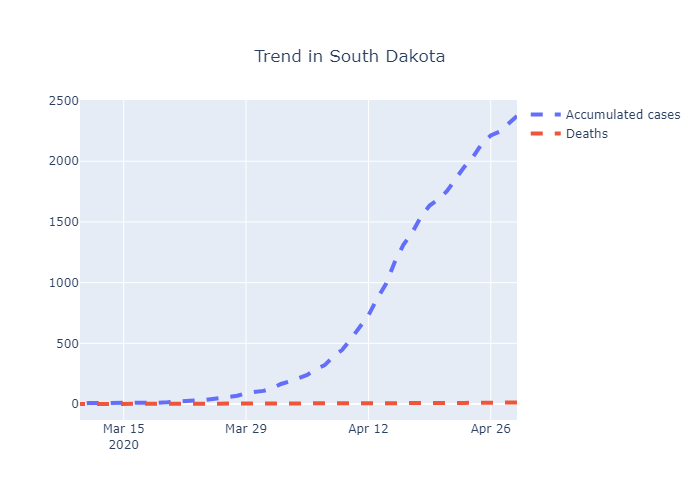 Trend in South Dakota
2500
2000
1500
1000
500
0
Mar 15
2020
Mar 29
Apr 12
Apr 26
Accumulated cases
Deaths